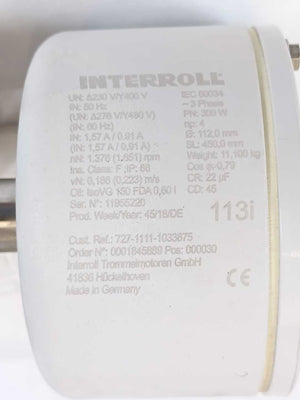 INTERROLL
UN: Δ230 V/Y400 V IEC 60034
fN: 50 Hz ~ 3 Phase
(UN: Δ276 V/Y480 V) PN: 300 W
(fN: 60 Hz) np: 4
IN: 1,57 A / 0,91 A Ø: 112,0 mm
(IN: 1,57 A / 0,91 A) SL: 450,0 mm
nN: 1.376 (1.651) rpm Weight: 11,100 kg
Ins. Class: F ;IP: 66 Cos φ: 0,79
vN: 0,186 (0,223) m/s CR: 22 µF
Oil: IsoVG 150 FDA 0,60 l CD: 45
Ser. N°: 11955220
Prod. Week/Year: 45/18/DE 113i
Cust. Ref.: 727-1111-1033675
Order N°: Pos: 000030
Interroll Trommelmotoren GmbH
41836 Hückelhoven CE
Made in Germany